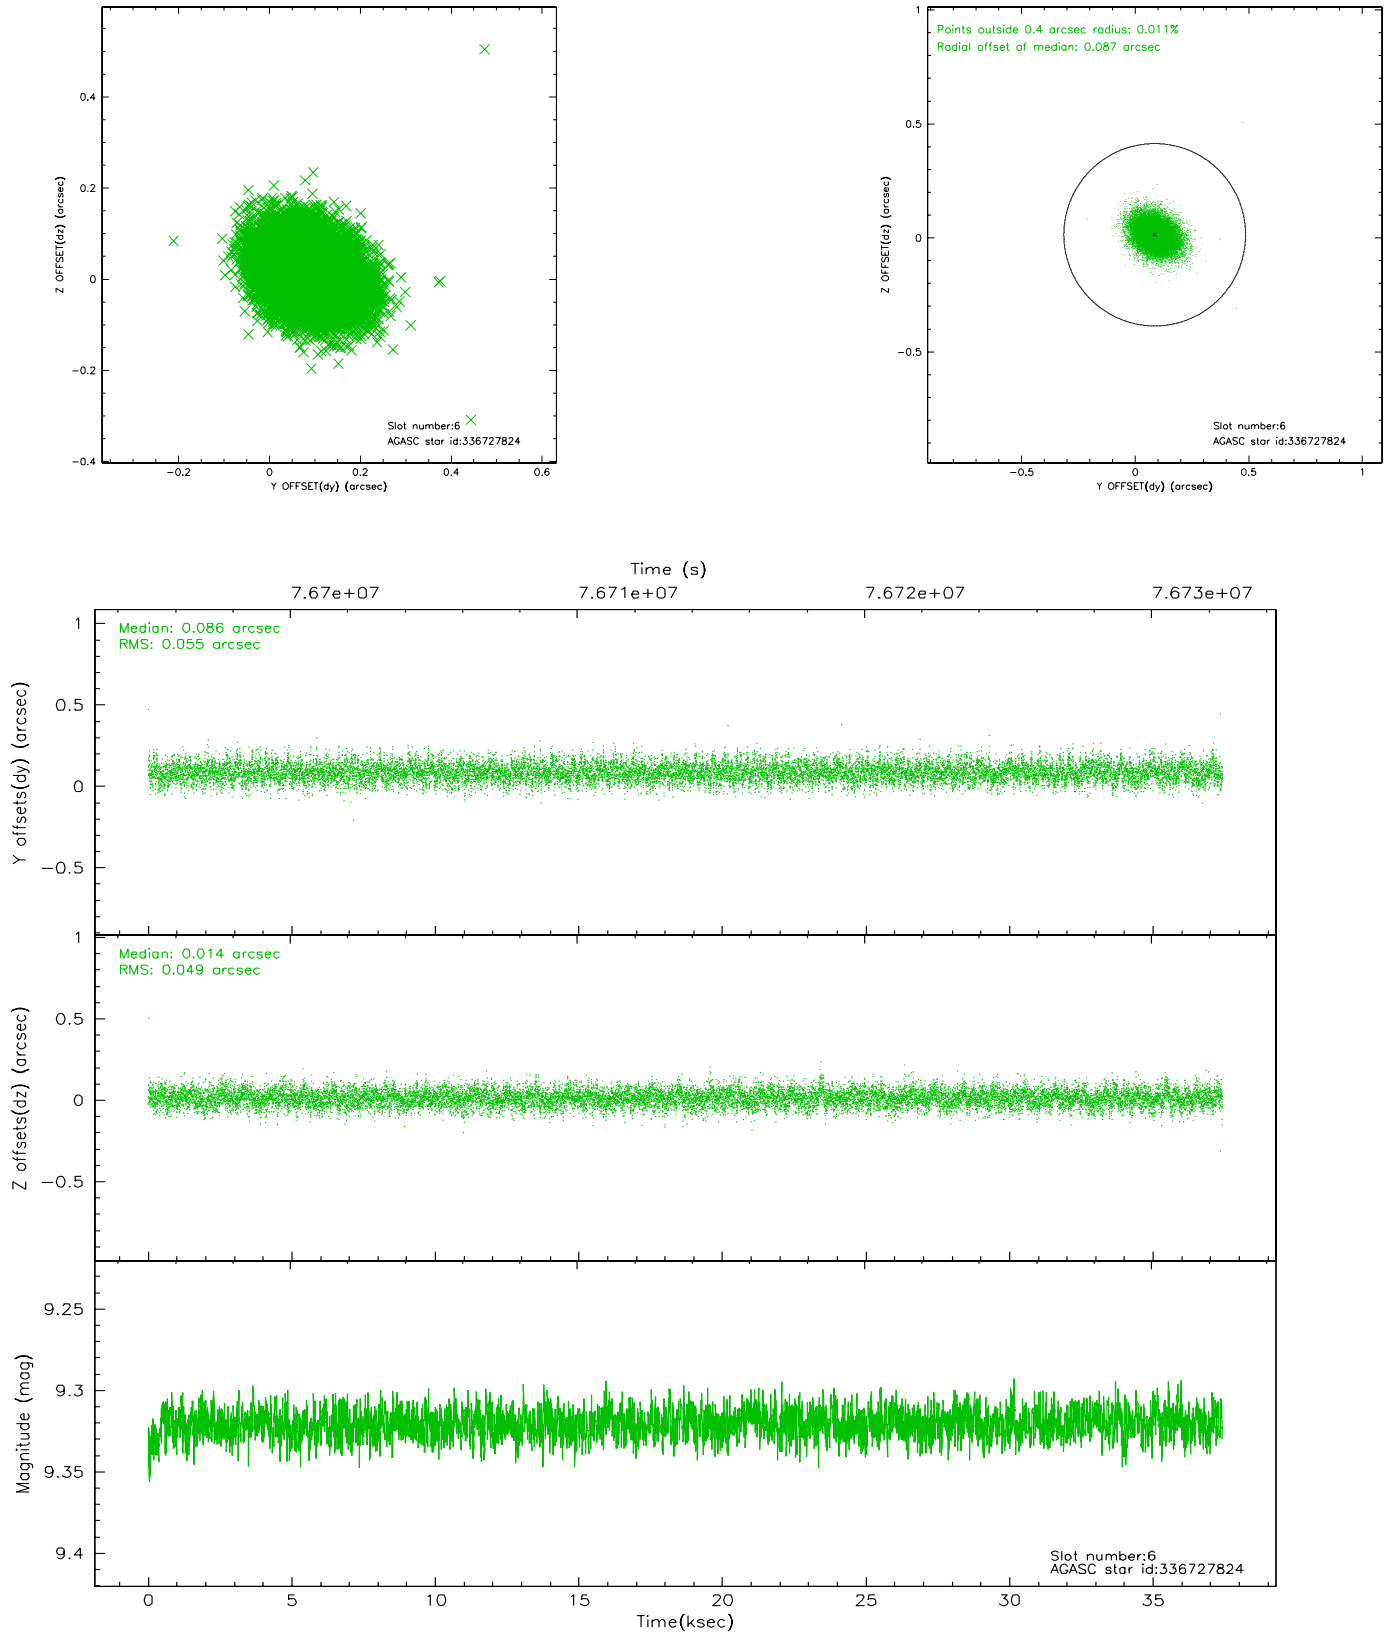 Z OFFSET(dz) (arcsec)
0.4
0.2
0
−0.2
−0.4
Slot number:6
AGASC star id:336727824
−0.2 0 0.2 0.4 0.6
Y OFFSET(dy) (arcsec)
Points outside 0.4 arcsec radius: 0.011%
Radial offset of median: 0.087 arcsec
Z OFFSET(dz) (arcsec)
1
0.5
0
−0.5
Slot number:6
AGASC star id:336727824
−0.5 0 0.5 1
Y OFFSET(dy) (arcsec)
Time (s)
7.67e+07 7.671e+07 7.672e+07 7.673e+07
Median: 0.086 arcsec
RMS: 0.055 arcsec
Y offsets(dy) (arcsec)
1
0.5
0
−0.5
Median: 0.014 arcsec
RMS: 0.049 arcsec
Z offsets(dz) (arcsec)
1
0.5
0
−0.5
Magnitude (mag)
9.25
9.3
9.35
9.4
Slot number:6
AGASC star id:336727824
0 5 10 15 20 25 30 35
Time(ksec)